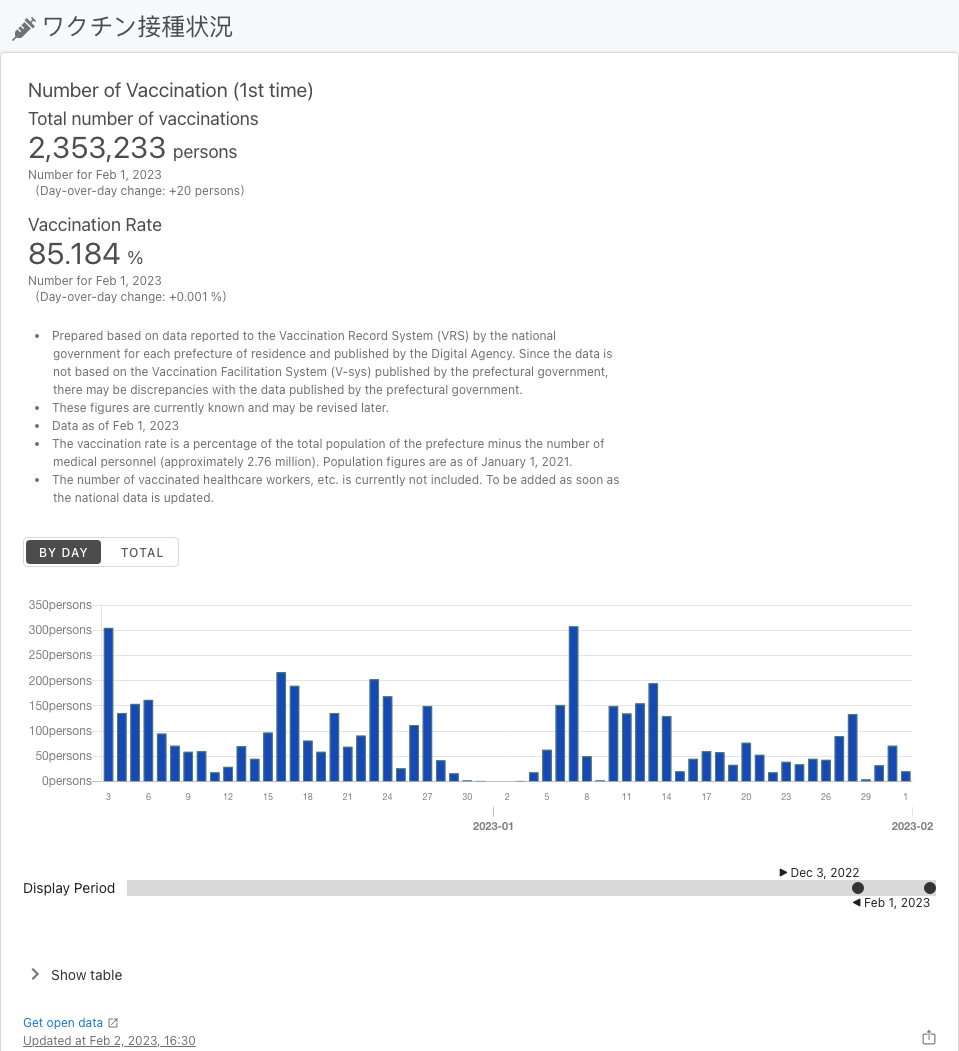 ワクチン接種状況
Number of Vaccination (1st time)
Total number of vaccinations
2,353,233 persons
Number for Feb 1, 2023
(Day-over-day change: +20 persons)
Vaccination Rate
85.184 %
Number for Feb 1, 2023
(Day-over-day change: +0.001 %)
• Prepared based on data reported to the Vaccination Record System (VRS) by the national
government for each prefecture of residence and published by the Digital Agency. Since the data is
not based on the Vaccination Facilitation System (V-sys) published by the prefectural government,
there may be discrepancies with the data published by the prefectural government.
• These figures are currently known and may be revised later.
• Data as of Feb 1, 2023
• The vaccination rate is a percentage of the total population of the prefecture minus the number of
medical personnel (approximately 2.76 million). Population figures are as of January 1, 2021.
• The number of vaccinated healthcare workers, etc. is currently not included. To be added as soon as
the national data is updated.
BY DAY TOTAL
350persons
300persons
250persons
200persons
150persons
100persons
50persons
0persons
3 6 9 12 15 18 21 24 27 30 2 5 8 11 14 17 20 23 26 29 1
2023-01 2023-02
▶ Dec 3, 2022
Display Period
◀ Feb 1, 2023
Show table
Get open data
Updated at Feb 2, 2023, 16:30